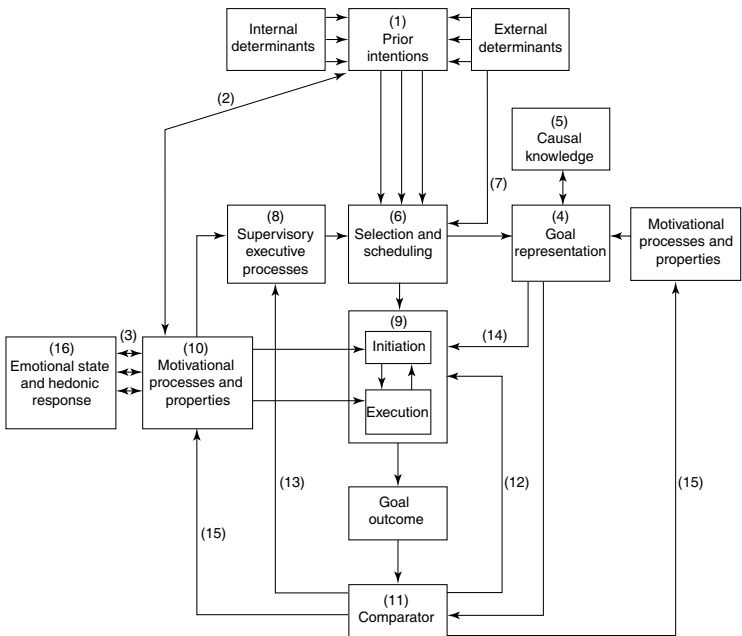 Internal
determinants
(1)
Prior
intentions
External
determinants
(2)
(5)
Causal
knowledge
(7)
(8)
Supervisory
executive
processes
(6)
Selection and
scheduling
(4)
Goal
representation
Motivational
processes and
properties
(16)
Emotional state
and hedonic
response
(3)
(10)
Motivational
processes and
properties
(9)
Initiation
Execution
(14)
(13)
(12)
(15)
(15)
Goal
outcome
(11)
Comparator